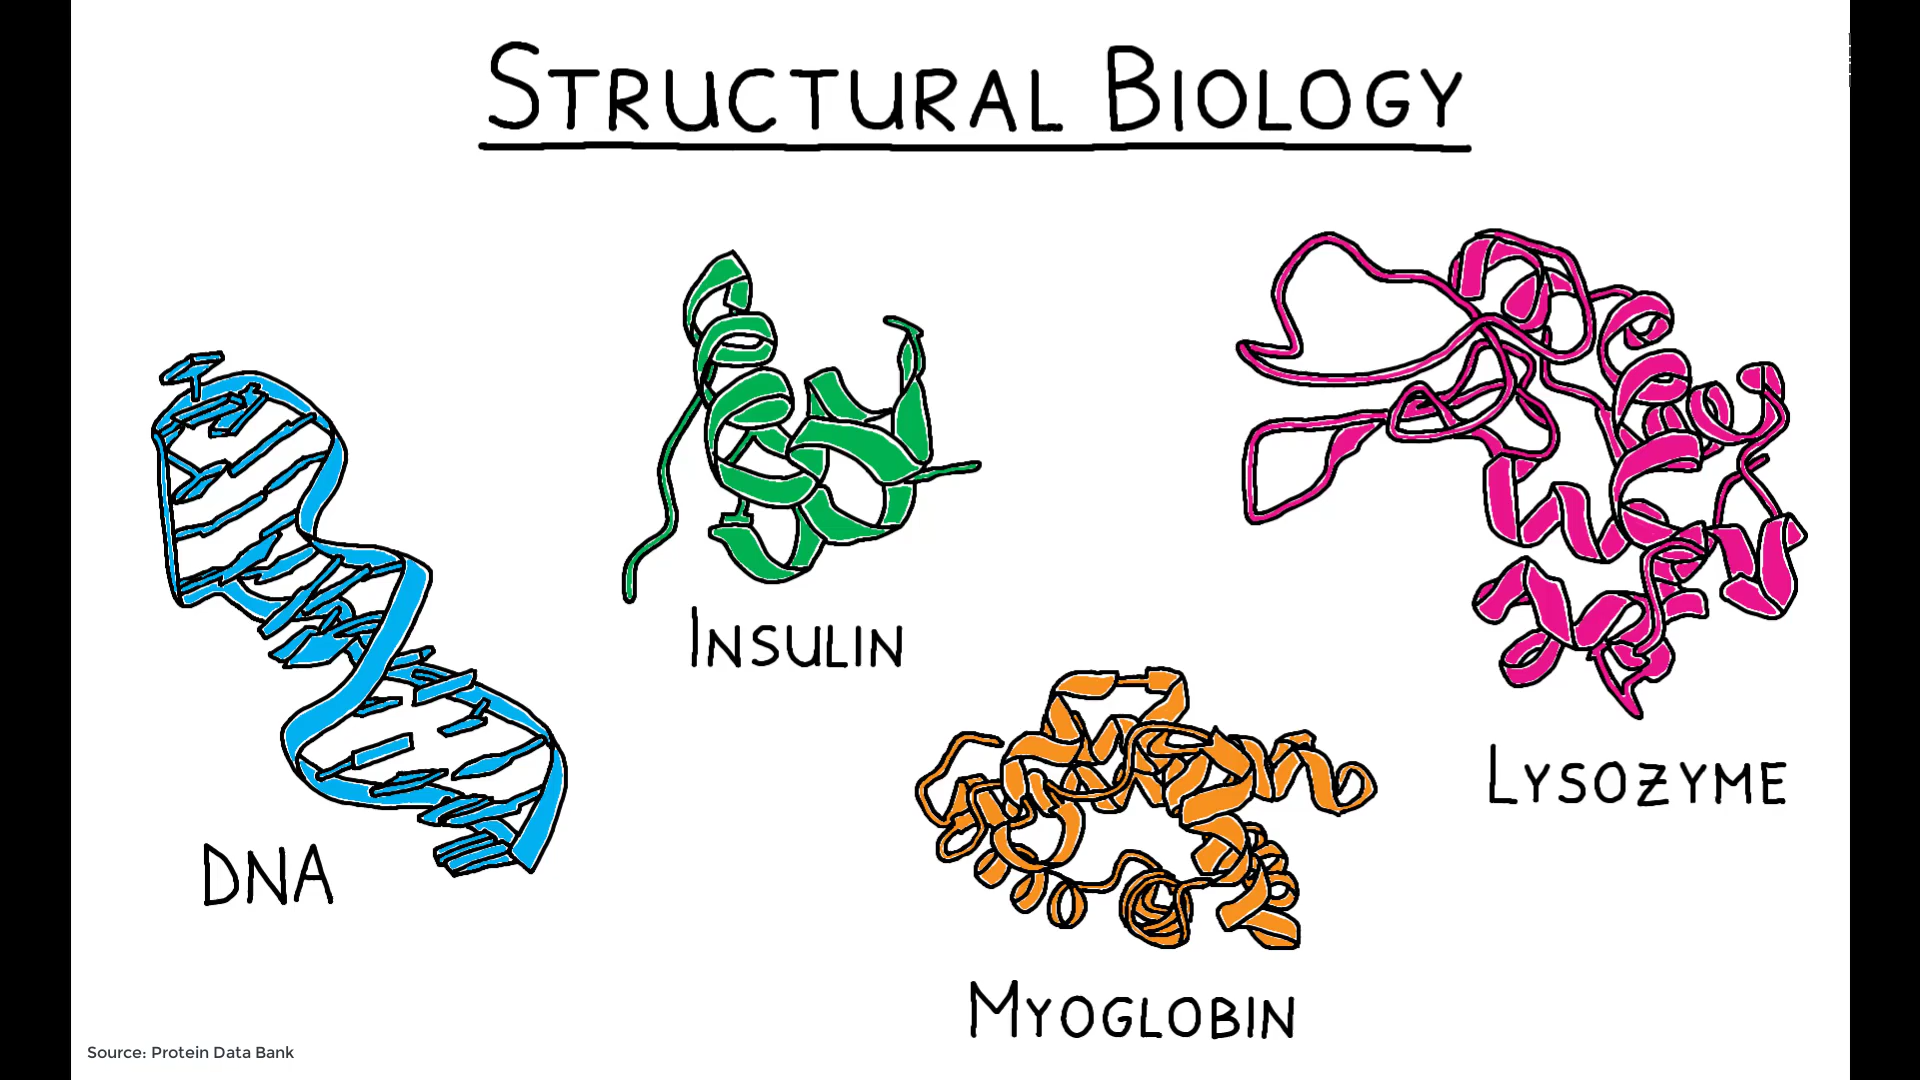 STRUCTURAL BIOLOGY
INSULIN
LYSOZYME
DNA
MYOGLOBIN
Source: Protein Data Bank